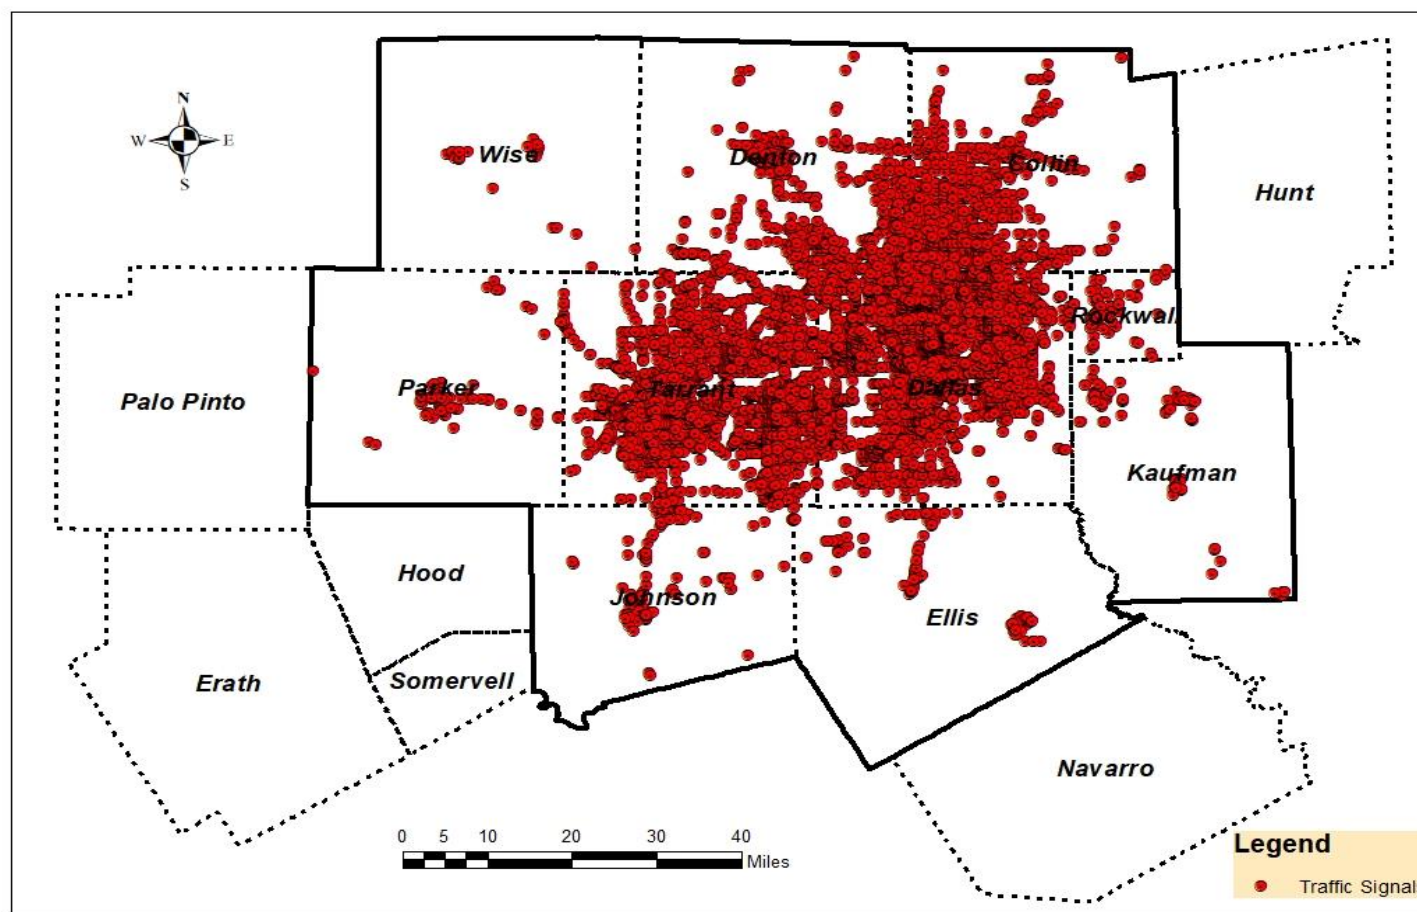 N
W E
S
Wise
Denton
Collin
Hunt
Rockwall
Palo Pinto
Parker
Tarrant
Dallas
Kaufman
Hood
Johnson
Ellis
Erath
Somervell
Navarro
0 5 10 20 30 40
Miles
Legend
Traffic Signal